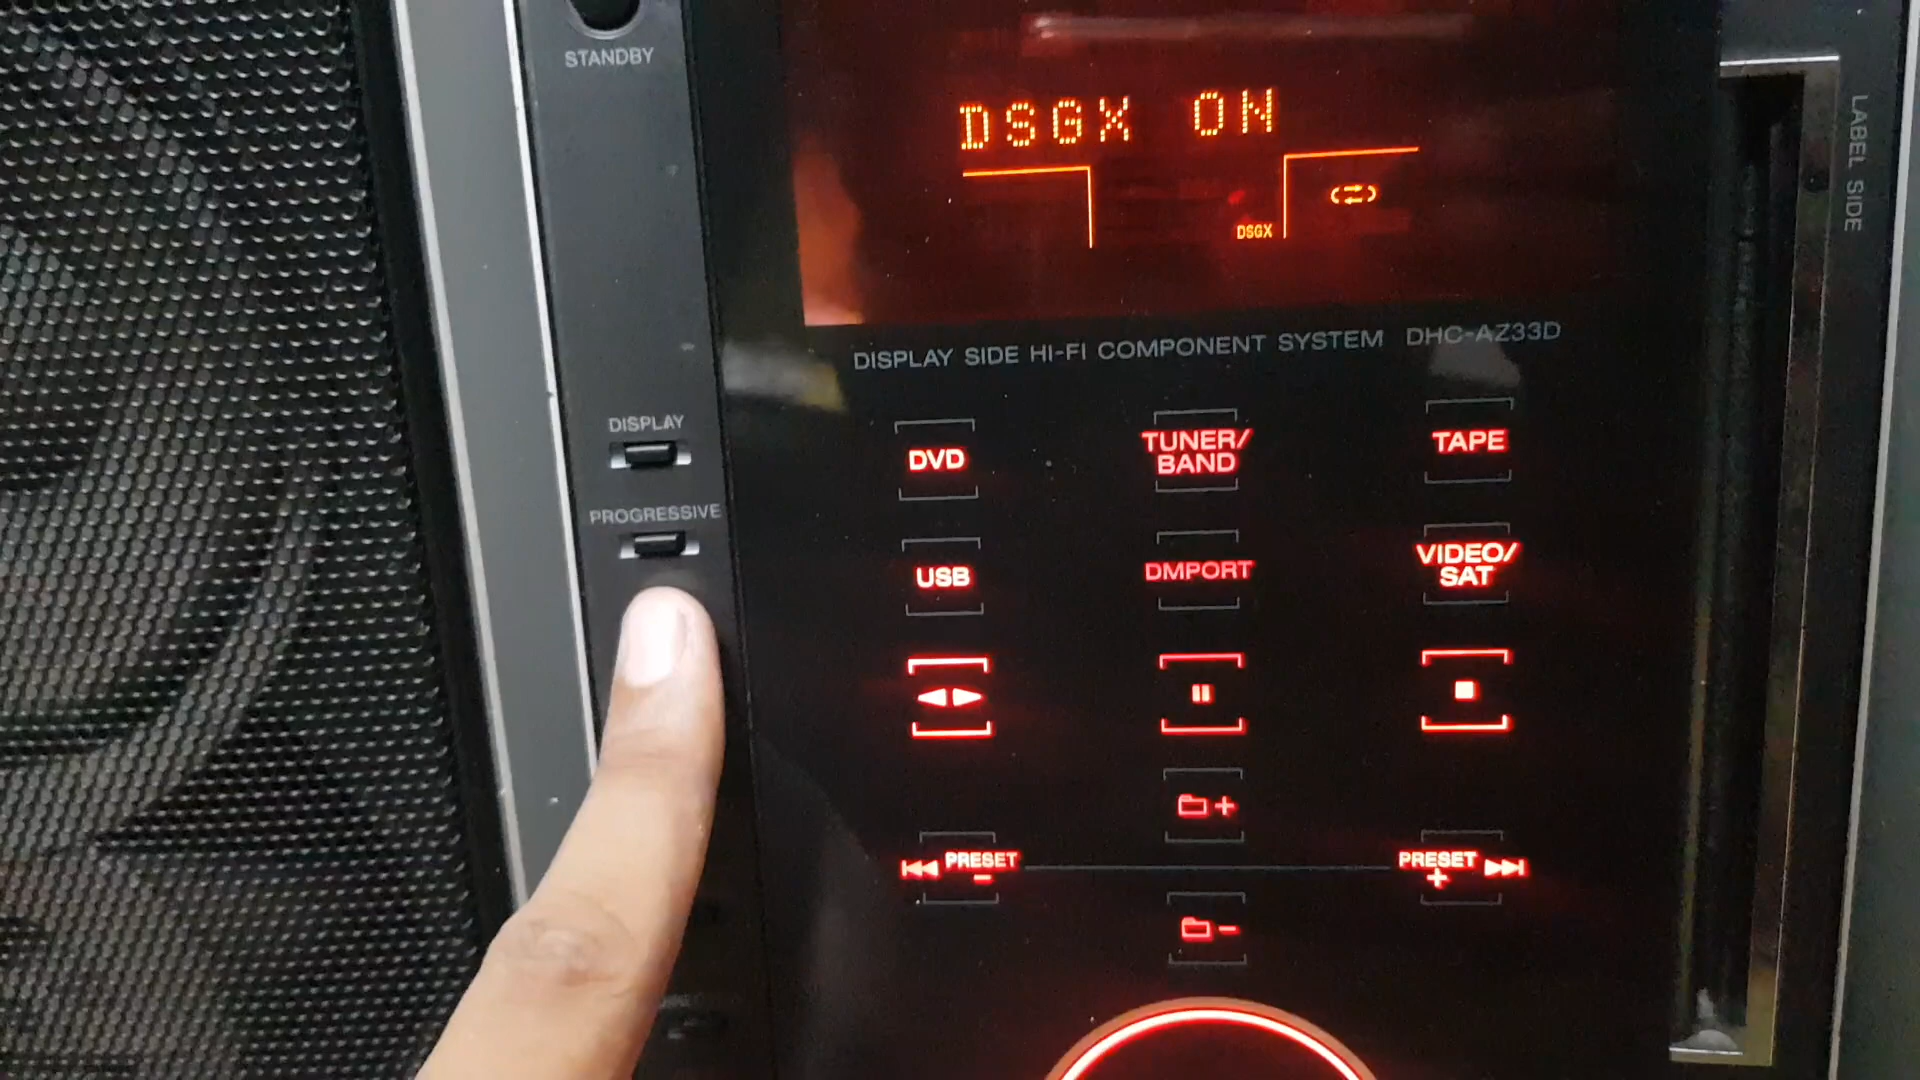 STANDBY
DSGX ON
DSGX
DISPLAY SIDE HI-FI COMPONENT SYSTEM DHC-AZ33D
LABEL SIDE
DISPLAY
PROGRESSIVE
DVD
TUNER/
BAND
TAPE
USB
DMPORT
VIDEO/
SAT
PRESET
−
PRESET
+